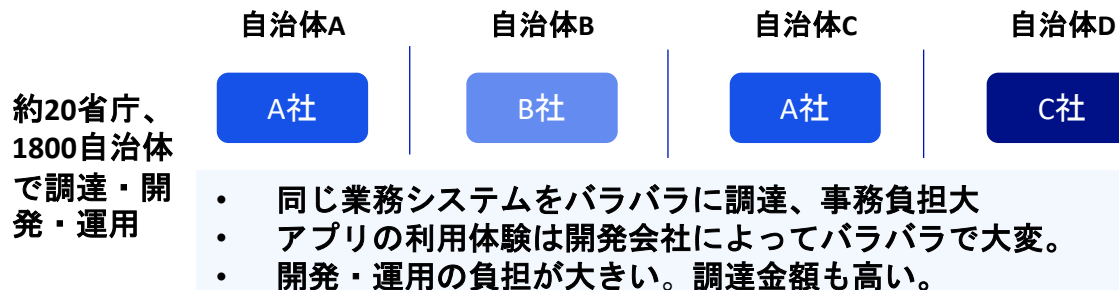 自治体A
自治体B
自治体C
自治体D
A社
B社
A社
C社
約20省庁、
1800自治体
で調達・開
発・運用
• 同じ業務システムをバラバラに調達、事務負担大
• アプリの利用体験は開発会社によってバラバラで大変。
• 開発・運用の負担が大きい。調達金額も高い。